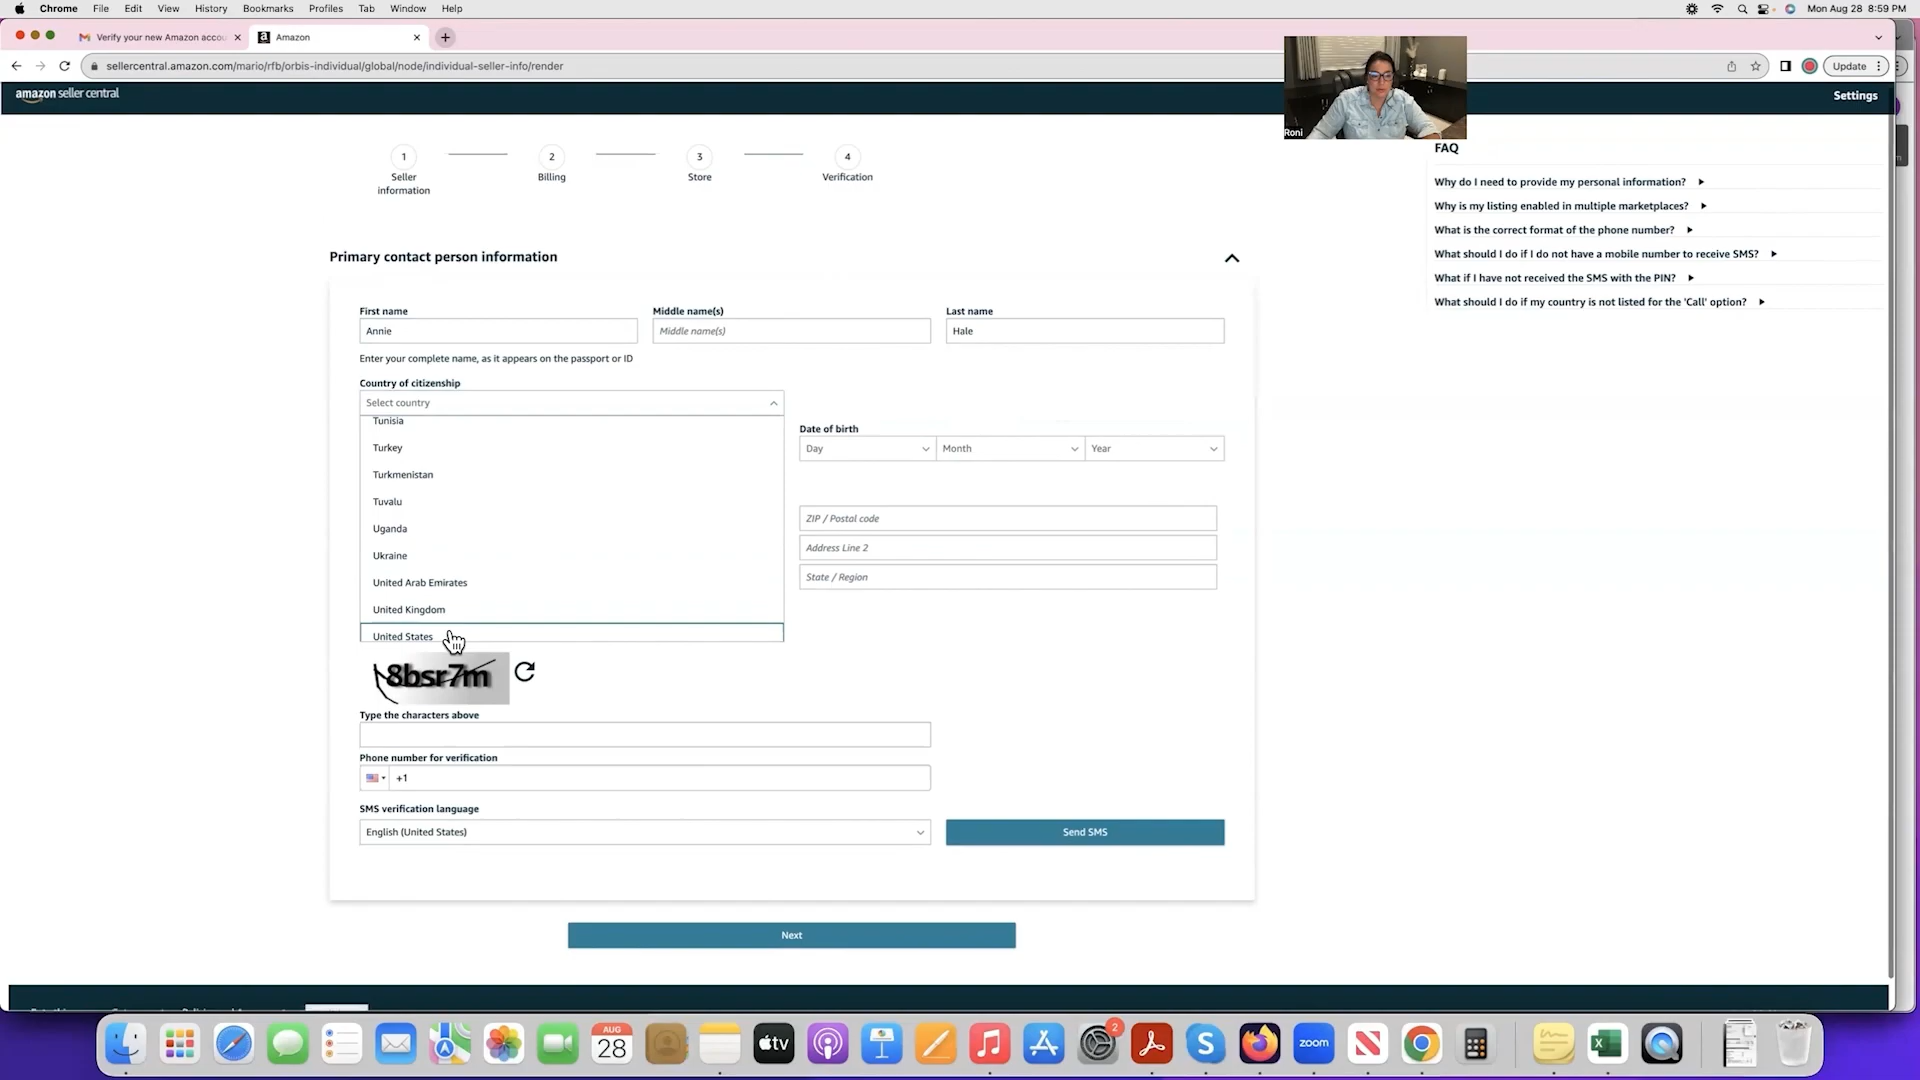 Chrome File Edit View History Bookmarks Profiles Tab Window Help
Mon Aug 28 8:59 PM
Verify your new Amazon accou
Amazon
sellercentral.amazon.com/mario/rfb/orbis-individual/global/node/individual-seller-info/render
Update
amazon seller central
Settings
Roni
1
Seller
information
2
Billing
3
Store
4
Verification
FAQ
Why do I need to provide my personal information?
Why is my listing enabled in multiple marketplaces?
What is the correct format of the phone number?
What should I do if I do not have a mobile number to receive SMS?
What if I have not received the SMS with the PIN?
What should I do if my country is not listed for the 'Call' option?
Primary contact person information
First name Middle name(s) Last name
Annie Middle name(s) Hale
Enter your complete name, as it appears on the passport or ID
Country of citizenship
Select country
Tunisia
Turkey
Turkmenistan
Tuvalu
Uganda
Ukraine
United Arab Emirates
United Kingdom
United States
Date of birth
Day Month Year
ZIP / Postal code
Address Line 2
State / Region
8bsr7m
Type the characters above
Phone number for verification
+1
SMS verification language
English (United States)
Send SMS
Next
AUG
28
tv
2
zoom